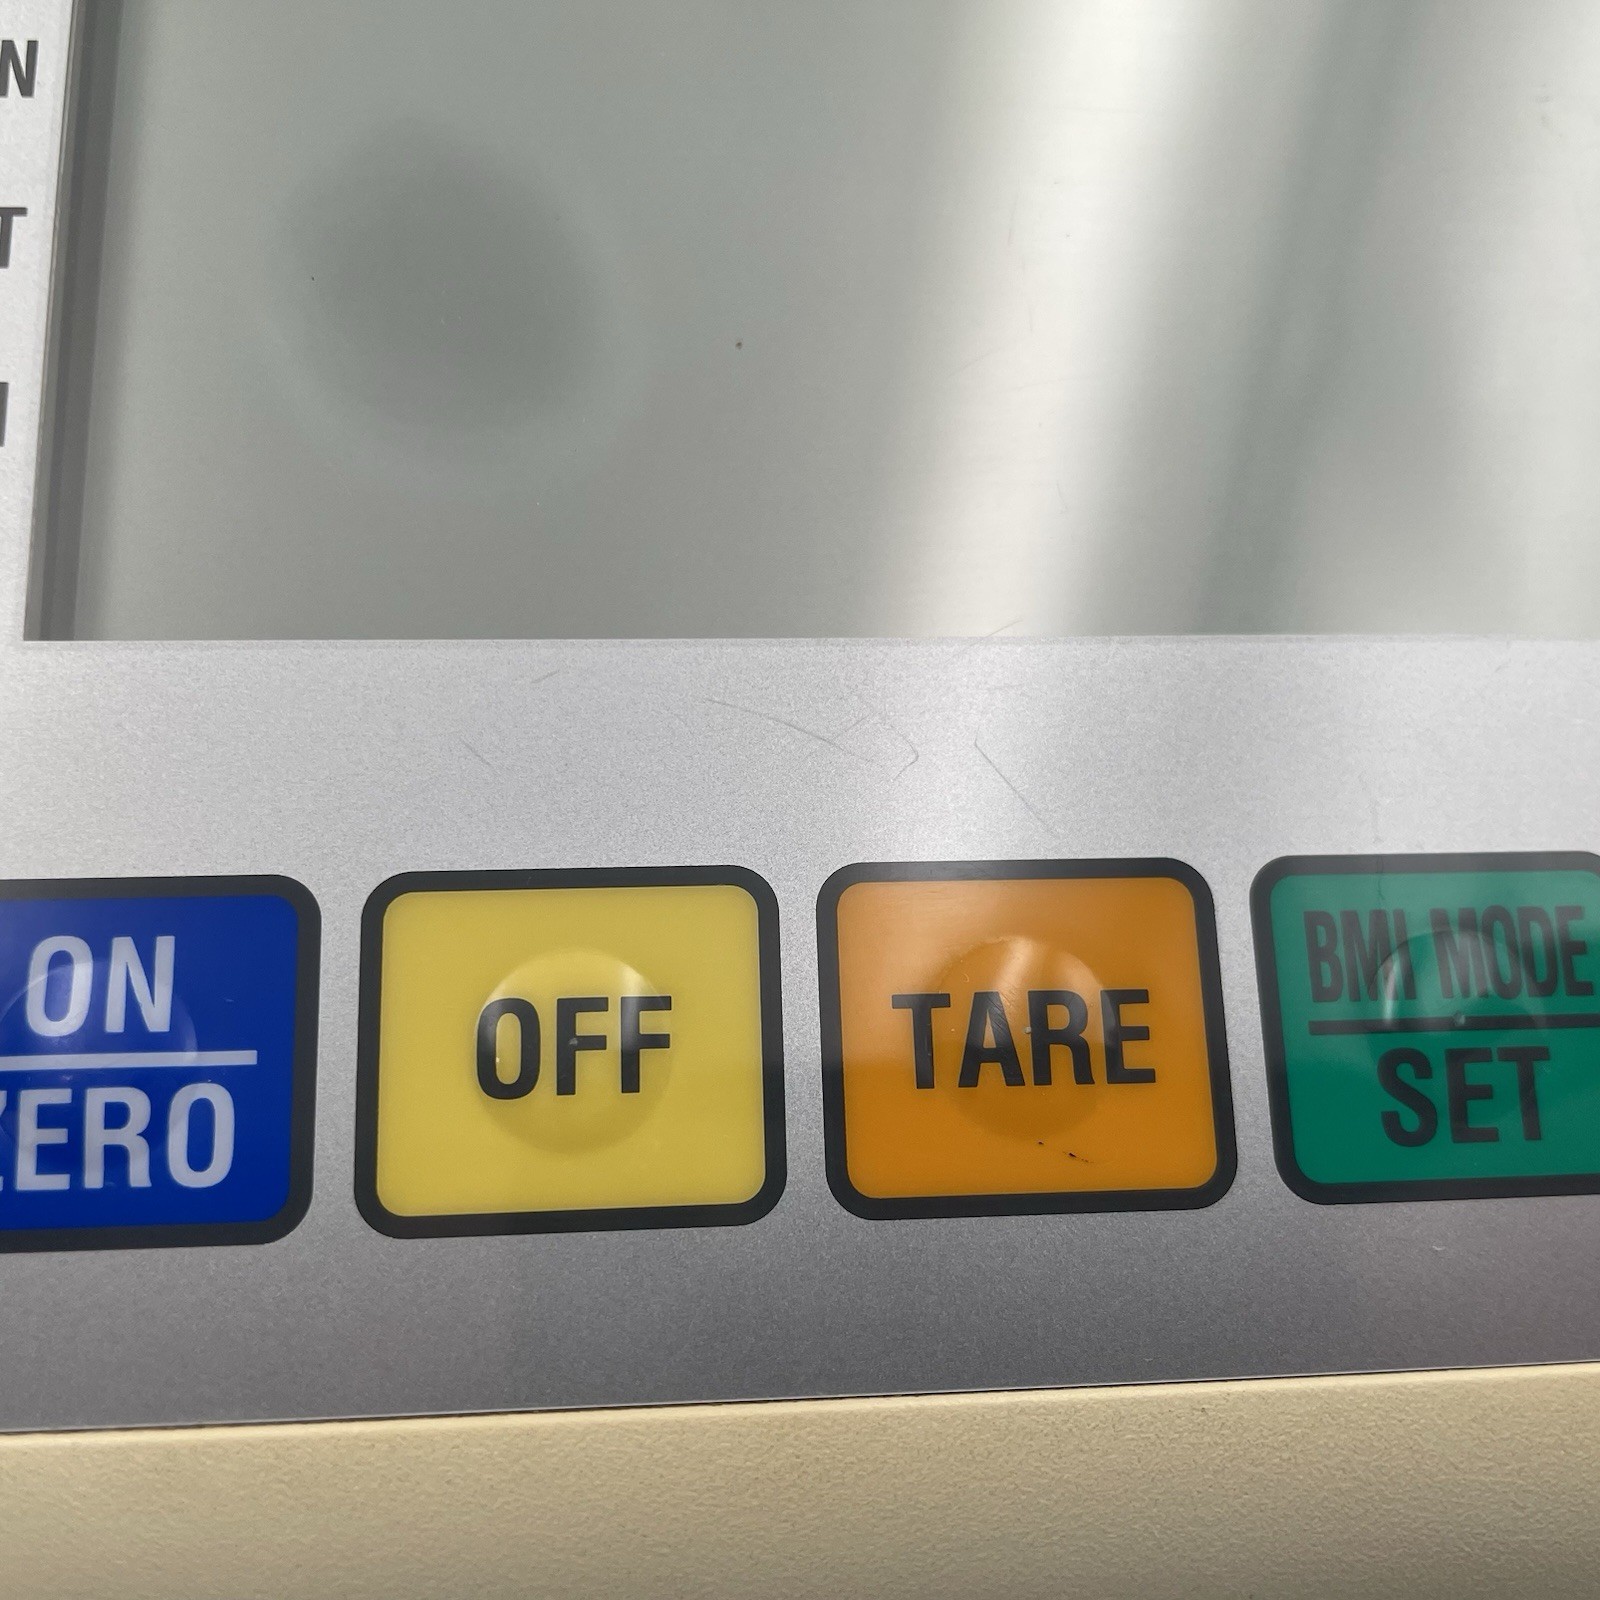 N
T
ON
ZERO
OFF
TARE
BMI MODE
SET